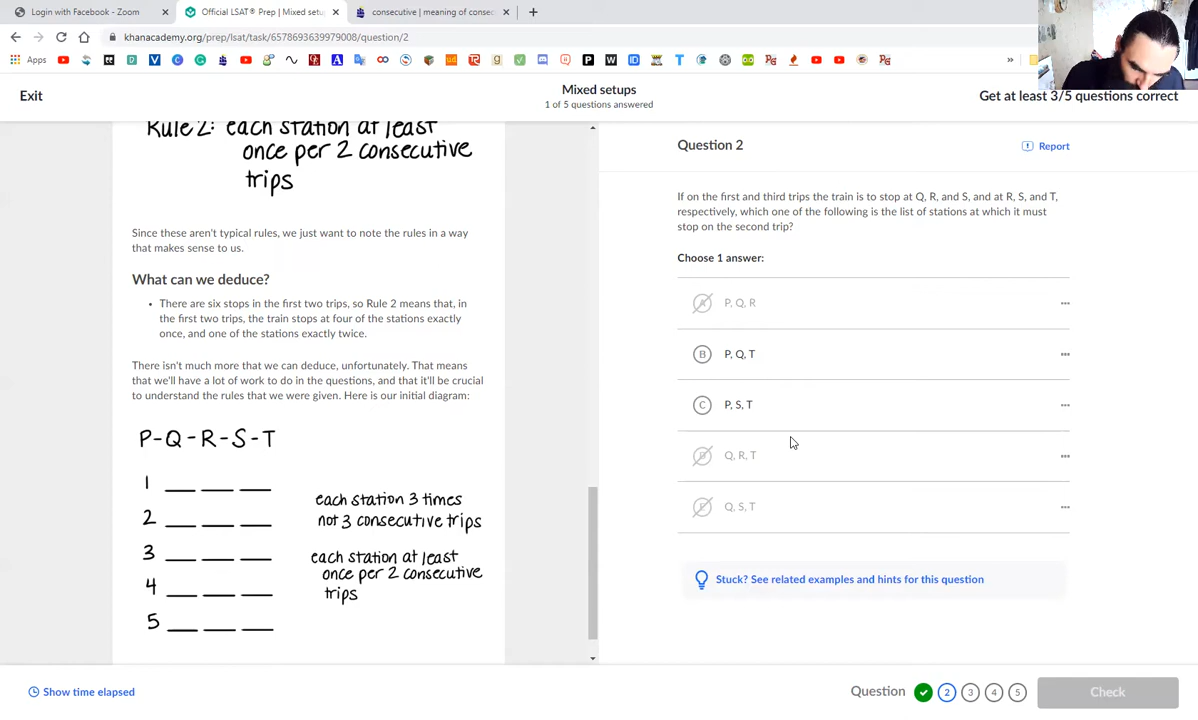 Login with Facebook - Zoom
Official LSAT® Prep | Mixed setu
consecutive | meaning of consec
khanacademy.org/prep/lsat/task/6578693639979008/question/2
Apps
Exit
Mixed setups
1 of 5 questions answered
Get at least 3/5 questions correct
Rule 2: each station at least
once per 2 consecutive
trips
Since these aren't typical rules, we just want to note the rules in a way
that makes sense to us.
What can we deduce?
• There are six stops in the first two trips, so Rule 2 means that, in
the first two trips, the train stops at four of the stations exactly
once, and one of the stations exactly twice.
There isn't much more that we can deduce, unfortunately. That means
that we'll have a lot of work to do in the questions, and that it'll be crucial
to understand the rules that we were given. Here is our initial diagram:
P-Q-R-S-T
1
2
3
4
5
each station 3 times
not 3 consecutive trips
each station at least
once per 2 consecutive
trips
Question 2
Report
If on the first and third trips the train is to stop at Q, R, and S, and at R, S, and T,
respectively, which one of the following is the list of stations at which it must
stop on the second trip?
Choose 1 answer:
A P, Q, R
B P, Q, T
C P, S, T
D Q, R, T
E Q, S, T
Stuck? See related examples and hints for this question
Show time elapsed
Question 2 3 4 5
Check